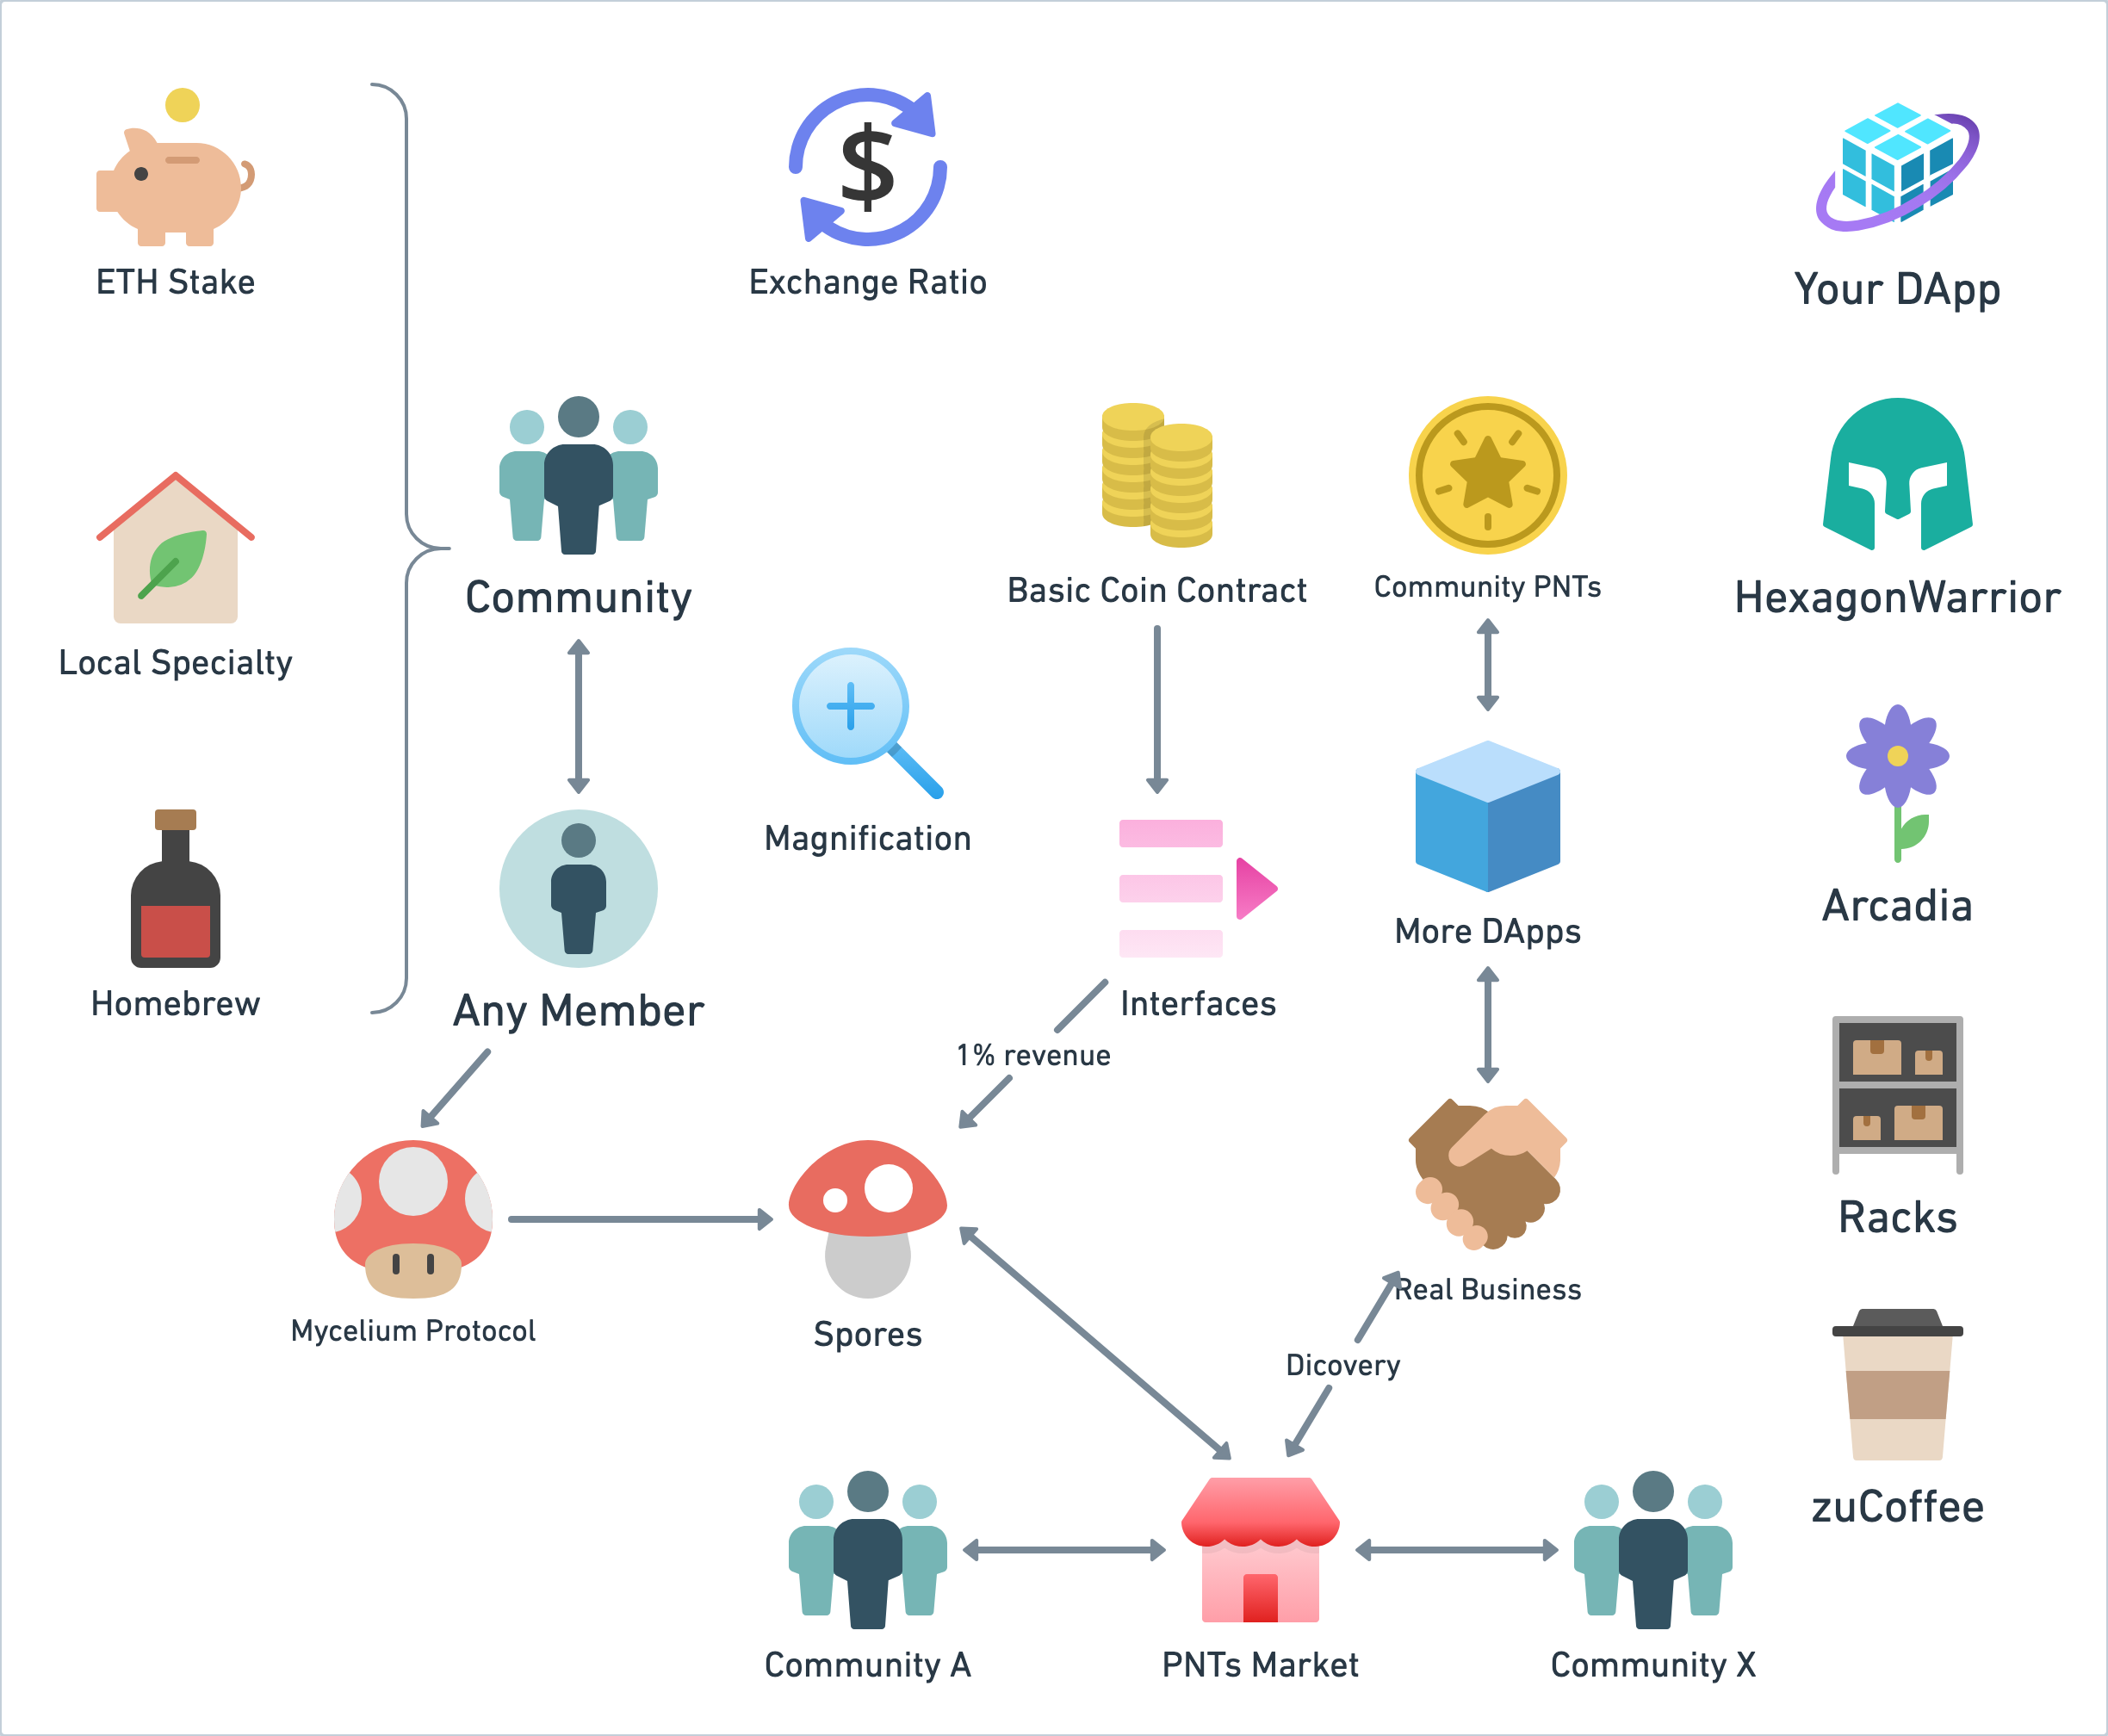 ETH Stake
Exchange Ratio
Your DApp
Community
Basic Coin Contract
Community PNTs
HexagonWarrior
Local Specialty
Magnification
Arcadia
More DApps
Homebrew
Any Member
Interfaces
1% revenue
Racks
Real Business
Mycelium Protocol
Spores
Dicovery
zuCoffee
Community A
PNTs Market
Community X